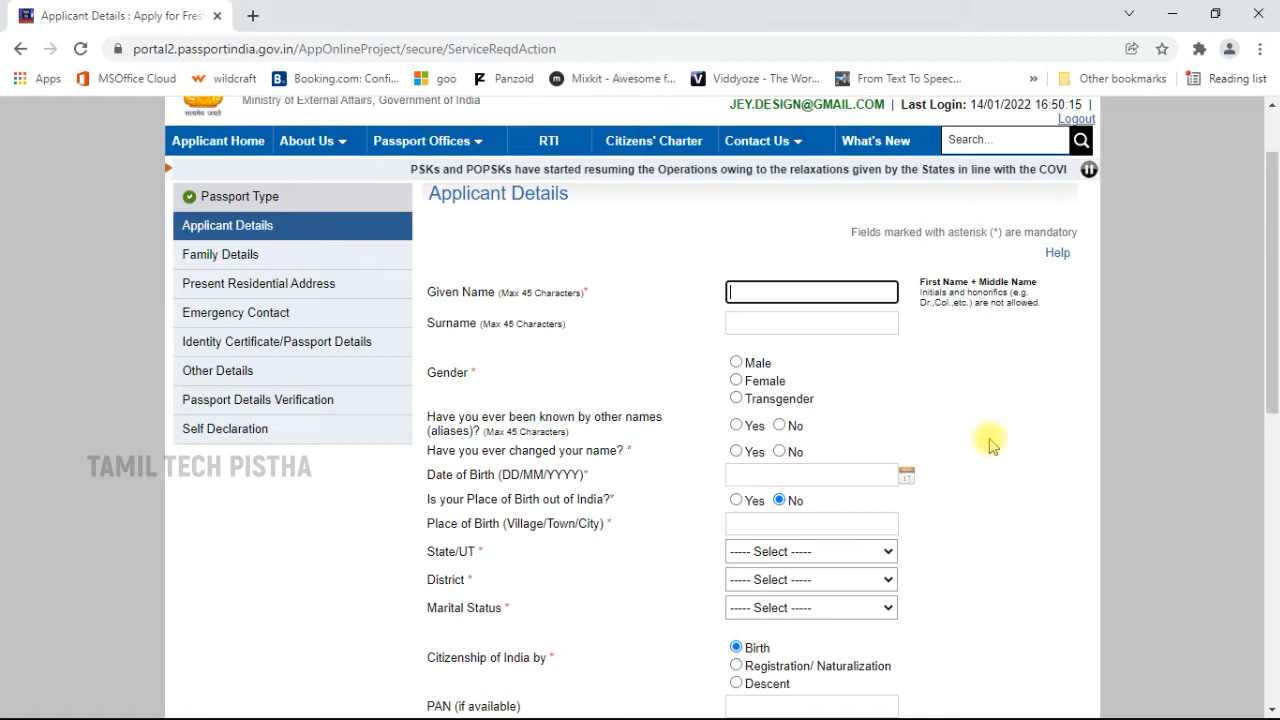 Applicant Details : Apply for Fres
portal2.passportindia.gov.in/AppOnlineProject/secure/ServiceReqdAction
Apps
MSOffice Cloud
wildcraft
Booking.com: Confi...
goo
Panzoid
Mixkit - Awesome f...
Viddyoze - The Wor...
From Text To Speec...
»
Other bookmarks
Reading list
सत्यमेव जयते
Ministry of External Affairs, Government of India
JEY.DESIGN@GMAIL.COM | Last Login: 14/01/2022 16:50:15 |
Logout
Applicant Home
About Us
Passport Offices
RTI
Citizens' Charter
Contact Us
What's New
Search...
PSKs and POPSKs have started resuming the Operations owing to the relaxations given by the States in line with the COVI
Passport Type
Applicant Details
Family Details
Present Residential Address
Emergency Contact
Identity Certificate/Passport Details
Other Details
Passport Details Verification
Self Declaration
TAMIL TECH PISTHA
Applicant Details
Fields marked with asterisk (*) are mandatory
Help
Given Name (Max 45 Characters)*
First Name + Middle Name
Initials and honorifics (e.g.
Dr.,Col.,etc.) are not allowed.
Surname (Max 45 Characters)
Gender *
Male
Female
Transgender
Have you ever been known by other names
(aliases)? (Max 45 Characters)
Yes No
Have you ever changed your name? *
Yes No
Date of Birth (DD/MM/YYYY)*
17
Is your Place of Birth out of India?*
Yes No
Place of Birth (Village/Town/City) *
State/UT *
----- Select -----
District *
----- Select -----
Marital Status *
----- Select -----
Citizenship of India by *
Birth
Registration/ Naturalization
Descent
PAN (if available)